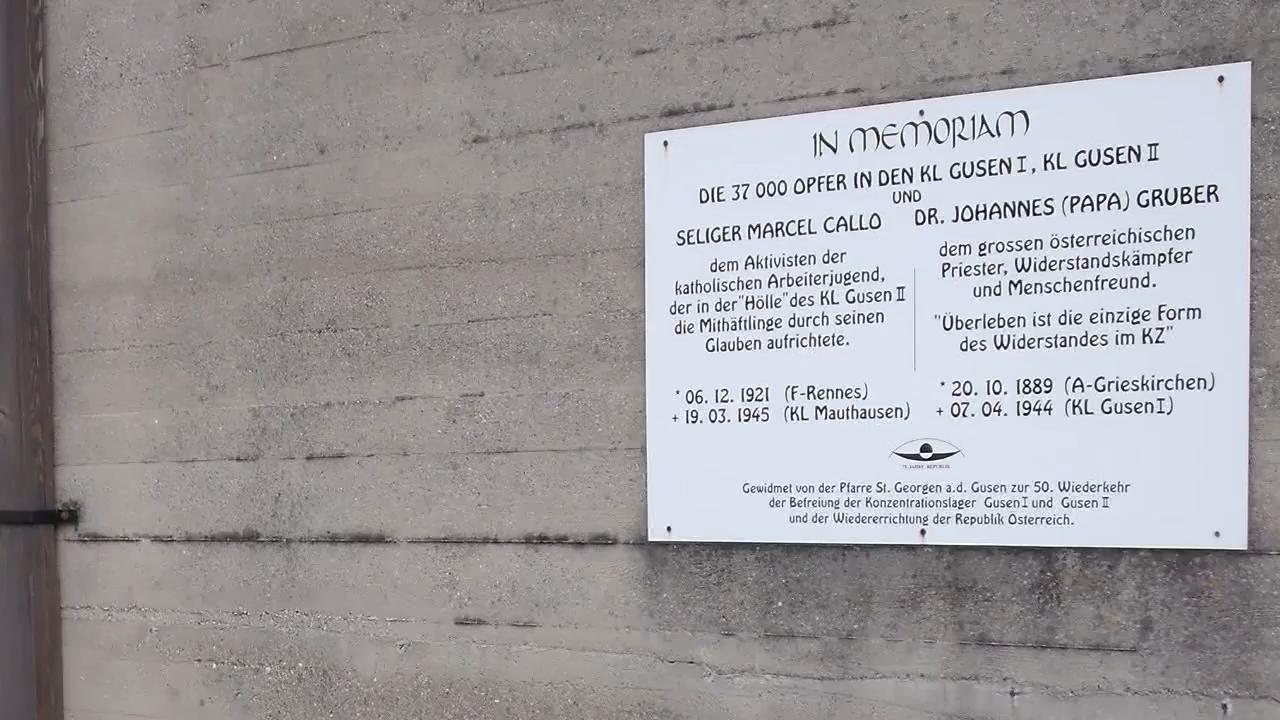 IN MEMORIAM
DIE 37 000 OPFER IN DEN KL GUSEN I, KL GUSEN II
UND
SELIGER MARCEL CALLO
dem Aktivisten der
katholischen Arbeiterjugend,
der in der "Hölle" des KL Gusen II
die Mithäftlinge durch seinen
Glauben aufrichtete.
* 06. 12. 1921 (F-Rennes)
+ 19. 03. 1945 (KL Mauthausen)
DR. JOHANNES (PAPA) GRUBER
dem grossen österreichischen
Priester, Widerstandskämpfer
und Menschenfreund.
"Überleben ist die einzige Form
des Widerstandes im KZ"
* 20. 10. 1889 (A-Grieskirchen)
+ 07. 04. 1944 (KL Gusen I)
Gewidmet von der Pfarre St. Georgen a.d. Gusen zur 50. Wiederkehr
der Befreiung der Konzentrationslager Gusen I und Gusen II
und der Wiedererrichtung der Republik Österreich.